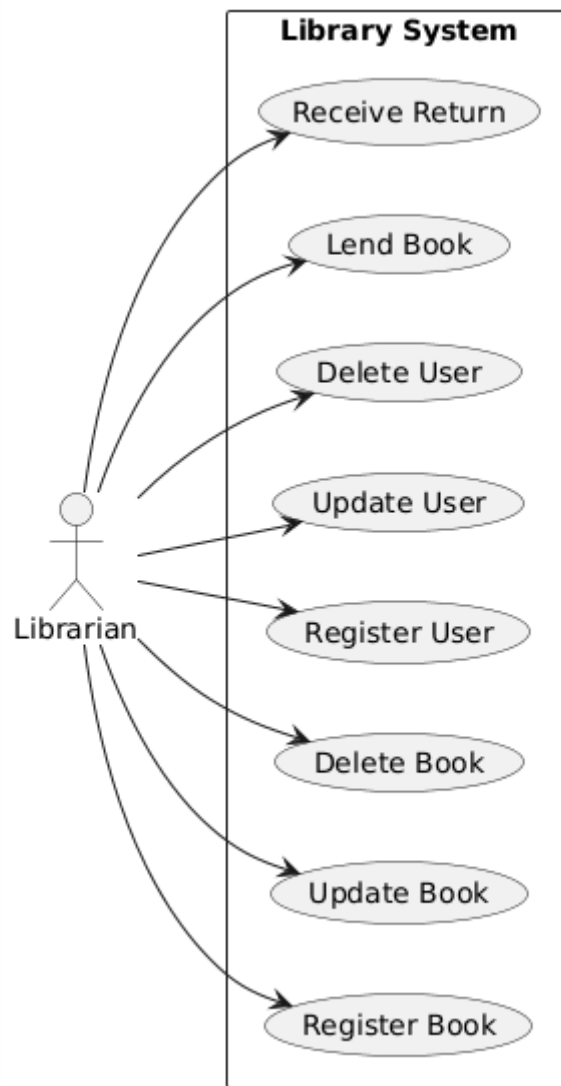 Library System
Receive Return
Lend Book
Delete User
Update User
Register User
Librarian
Delete Book
Update Book
Register Book